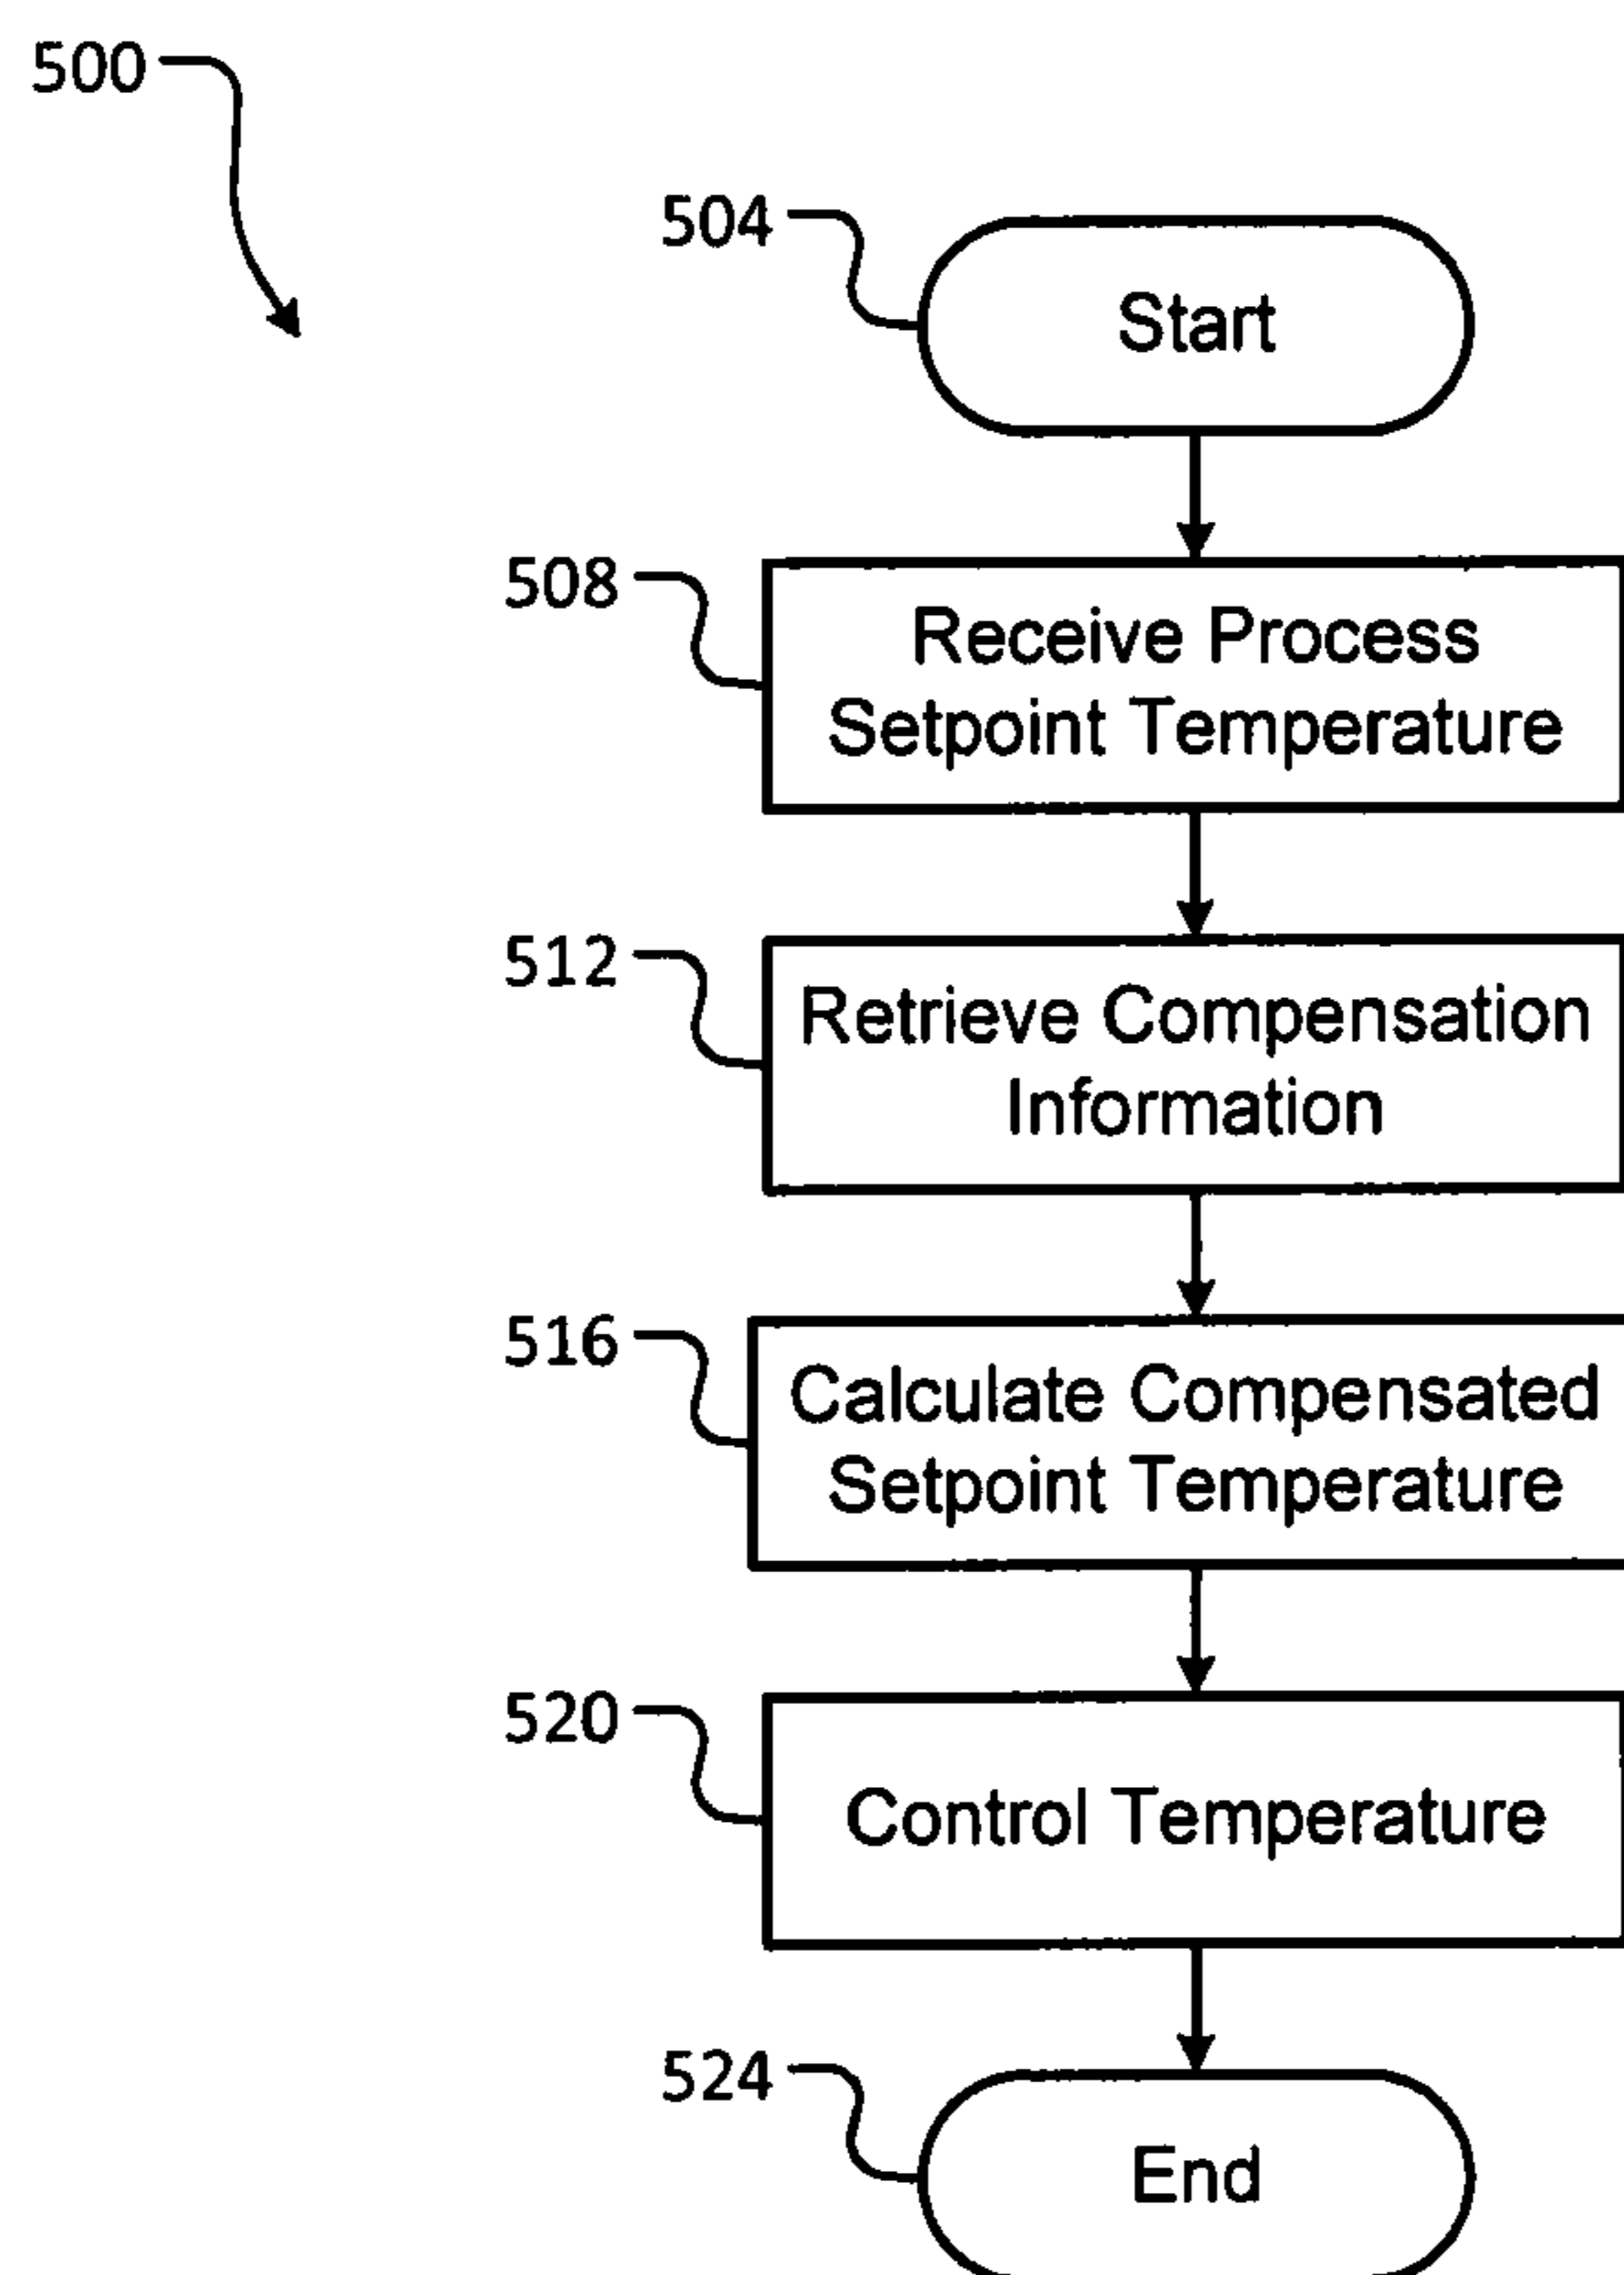 500
504
Start
508
Receive Process
Setpoint Temperature
512
Retrieve Compensation
Information
516
Calculate Compensated
Setpoint Temperature
520
Control Temperature
524
End